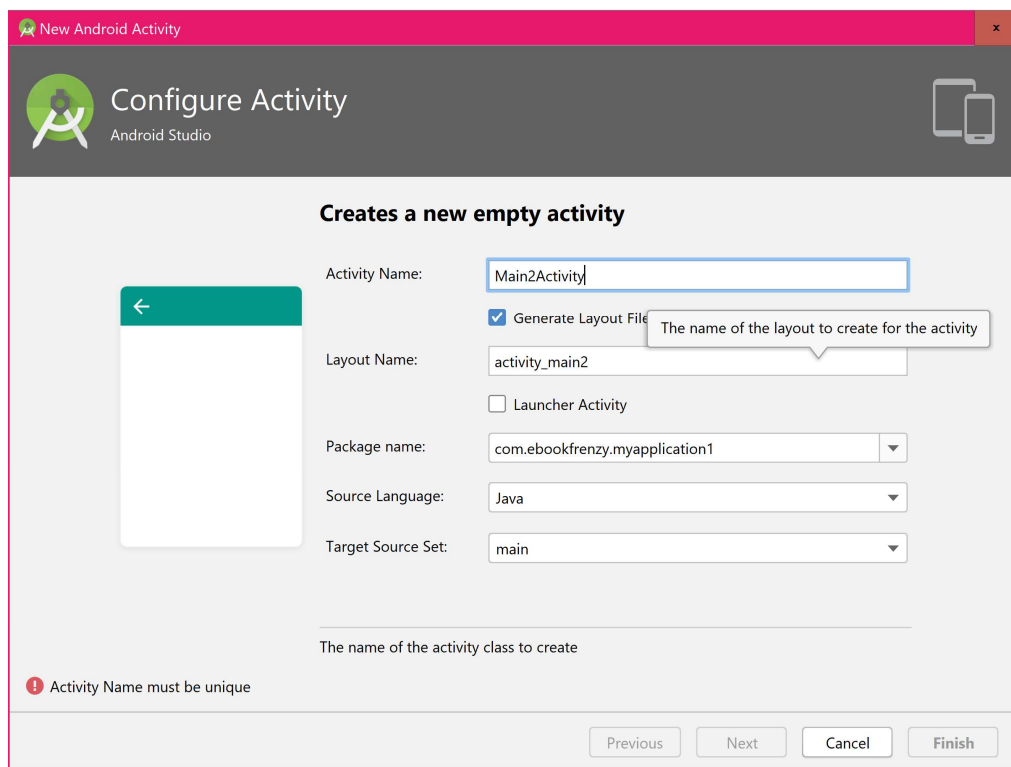 New Android Activity
x
Configure Activity
Android Studio
Creates a new empty activity
Activity Name:
Main2Activity
Generate Layout File
The name of the layout to create for the activity
Layout Name:
activity_main2
Launcher Activity
Package name:
com.ebookfrenzy.myapplication1
Source Language:
Java
Target Source Set:
main
The name of the activity class to create
Activity Name must be unique
Previous
Next
Cancel
Finish